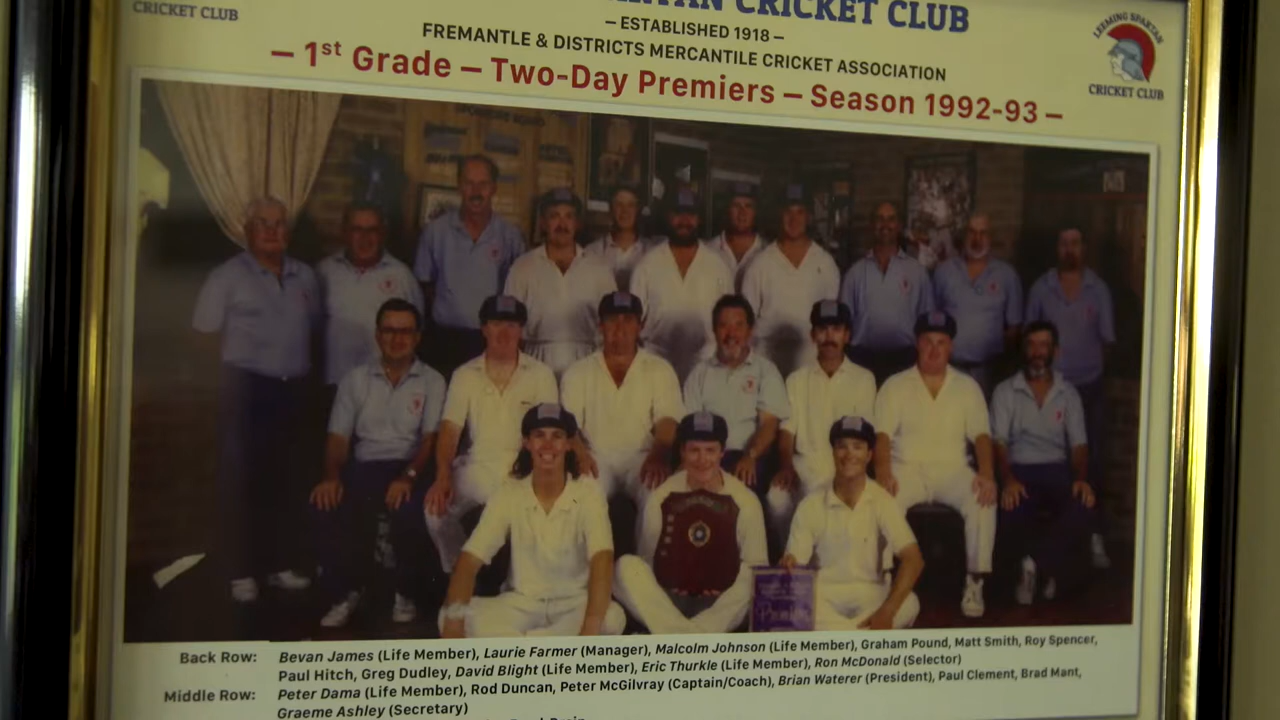 CRICKET CLUB
CRICKET CLUB
– ESTABLISHED 1918 –
FREMANTLE & DISTRICTS MERCANTILE CRICKET ASSOCIATION
– 1st Grade – Two-Day Premiers – Season 1992-93 –
LEEMING SPARTAN
CRICKET CLUB
Back Row: Bevan James (Life Member), Laurie Farmer (Manager), Malcolm Johnson (Life Member), Graham Pound, Matt Smith, Roy Spencer,
Paul Hitch, Greg Dudley, David Blight (Life Member), Eric Thurkle (Life Member), Ron McDonald (Selector)
Middle Row: Peter Dama (Life Member), Rod Duncan, Peter McGilvray (Captain/Coach), Brian Waterer (President), Paul Clement, Brad Mant,
Graeme Ashley (Secretary)